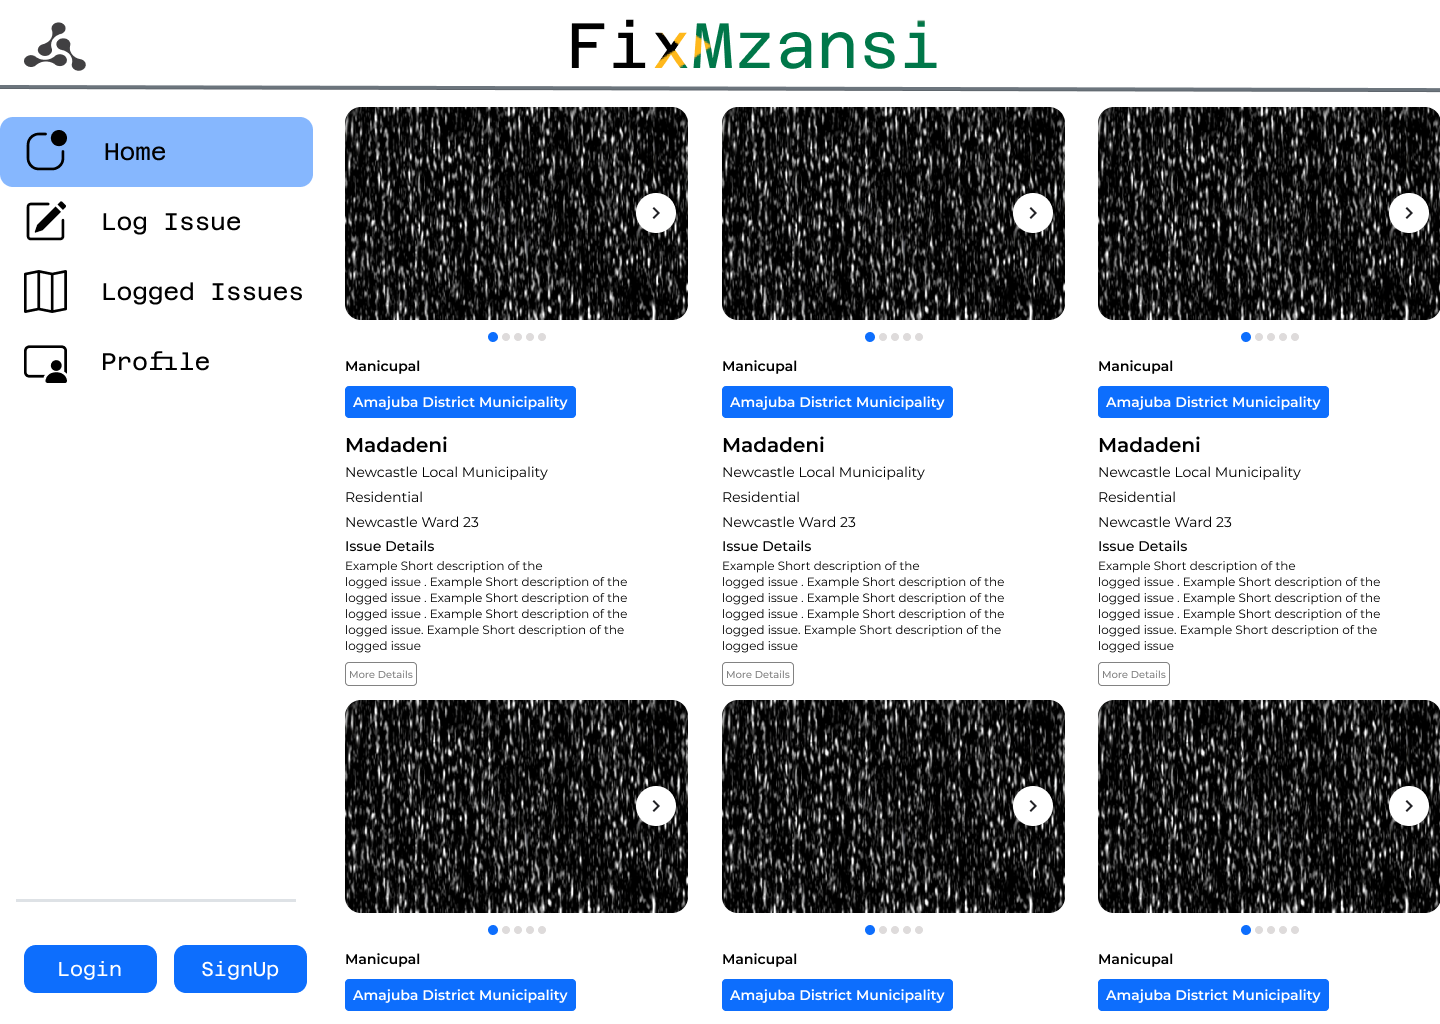 FixMzansi
Home
Log Issue
Logged Issues
Profile
Login
SignUp
Manicupal
Amajuba District Municipality
Madadeni
Newcastle Local Municipality
Residential
Newcastle Ward 23
Issue Details
Example Short description of the
logged issue . Example Short description of the
logged issue . Example Short description of the
logged issue . Example Short description of the
logged issue. Example Short description of the
logged issue
More Details
Manicupal
Amajuba District Municipality
Madadeni
Newcastle Local Municipality
Residential
Newcastle Ward 23
Issue Details
Example Short description of the
logged issue . Example Short description of the
logged issue . Example Short description of the
logged issue . Example Short description of the
logged issue. Example Short description of the
logged issue
More Details
Manicupal
Amajuba District Municipality
Madadeni
Newcastle Local Municipality
Residential
Newcastle Ward 23
Issue Details
Example Short description of the
logged issue . Example Short description of the
logged issue . Example Short description of the
logged issue . Example Short description of the
logged issue. Example Short description of the
logged issue
More Details
Manicupal
Amajuba District Municipality
Manicupal
Amajuba District Municipality
Manicupal
Amajuba District Municipality